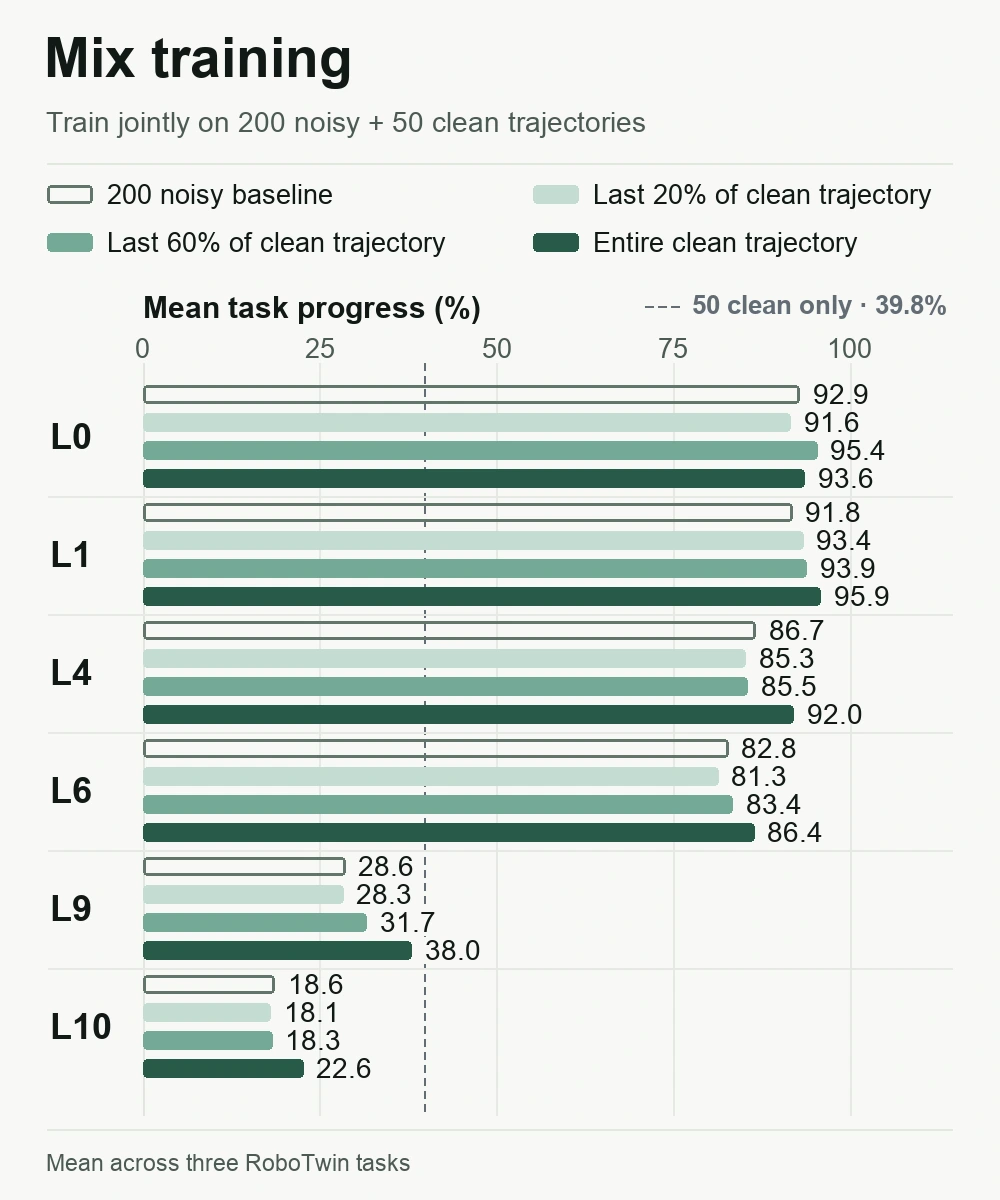 Mix training
Train jointly on 200 noisy + 50 clean trajectories
200 noisy baseline
Last 20% of clean trajectory
Last 60% of clean trajectory
Entire clean trajectory
Mean task progress (%)
50 clean only · 39.8%
0 25 50 75 100
L0
92.9
91.6
95.4
93.6
L1
91.8
93.4
93.9
95.9
L4
86.7
85.3
85.5
92.0
L6
82.8
81.3
83.4
86.4
L9
28.6
28.3
31.7
38.0
L10
18.6
18.1
18.3
22.6
Mean across three RoboTwin tasks